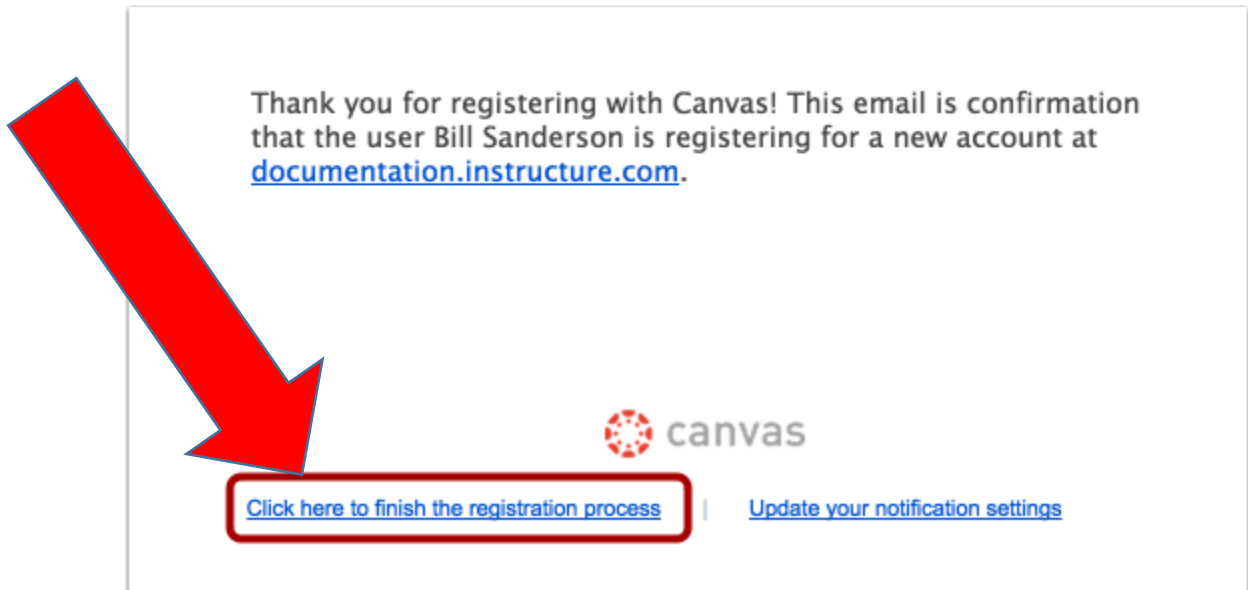 Thank you for registering with Canvas! This email is confirmation
that the user Bill Sanderson is registering for a new account at
documentation.instructure.com.
canvas
Click here to finish the registration process | Update your notification settings